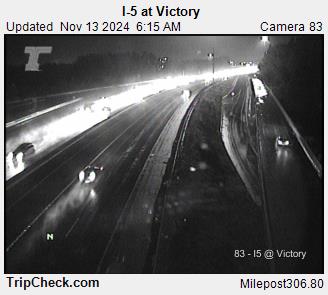 I-5 at Victory
Updated Nov 13 2024 6:15 AM Camera 83
T
N
83 - I5 @ Victory
TripCheck.com Milepost306.80